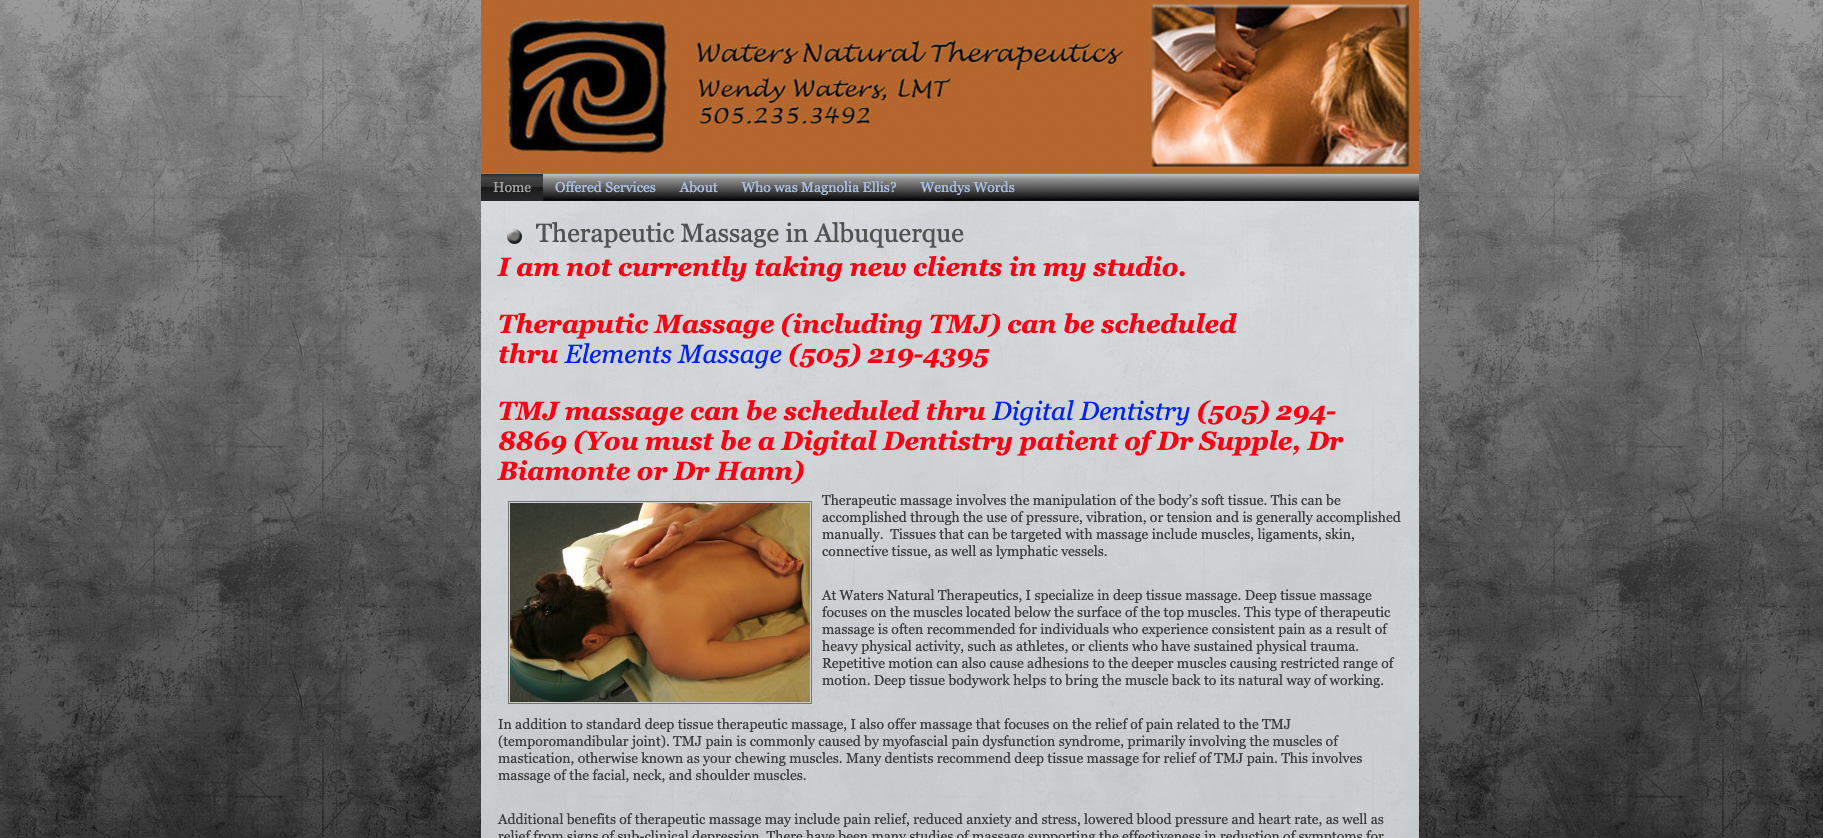 Waters Natural Therapeutics
Wendy Waters, LMT
505.235.3492
Home Offered Services About Who was Magnolia Ellis? Wendys Words
Therapeutic Massage in Albuquerque
I am not currently taking new clients in my studio.
Theraputic Massage (including TMJ) can be scheduled
thru Elements Massage (505) 219-4395
TMJ massage can be scheduled thru Digital Dentistry (505) 294-
8869 (You must be a Digital Dentistry patient of Dr Supple, Dr
Biamonte or Dr Hann)
Therapeutic massage involves the manipulation of the body's soft tissue. This can be
accomplished through the use of pressure, vibration, or tension and is generally accomplished
manually.  Tissues that can be targeted with massage include muscles, ligaments, skin,
connective tissue, as well as lymphatic vessels.
At Waters Natural Therapeutics, I specialize in deep tissue massage. Deep tissue massage
focuses on the muscles located below the surface of the top muscles. This type of therapeutic
massage is often recommended for individuals who experience consistent pain as a result of
heavy physical activity, such as athletes, or clients who have sustained physical trauma.
Repetitive motion can also cause adhesions to the deeper muscles causing restricted range of
motion. Deep tissue bodywork helps to bring the muscle back to its natural way of working.
In addition to standard deep tissue therapeutic massage, I also offer massage that focuses on the relief of pain related to the TMJ
(temporomandibular joint). TMJ pain is commonly caused by myofascial pain dysfunction syndrome, primarily involving the muscles of
mastication, otherwise known as your chewing muscles. Many dentists recommend deep tissue massage for relief of TMJ pain. This involves
massage of the facial, neck, and shoulder muscles.
Additional benefits of therapeutic massage may include pain relief, reduced anxiety and stress, lowered blood pressure and heart rate, as well as
relief from signs of sub-clinical depression. There have been many studies of massage supporting the effectiveness in reduction of symptoms for